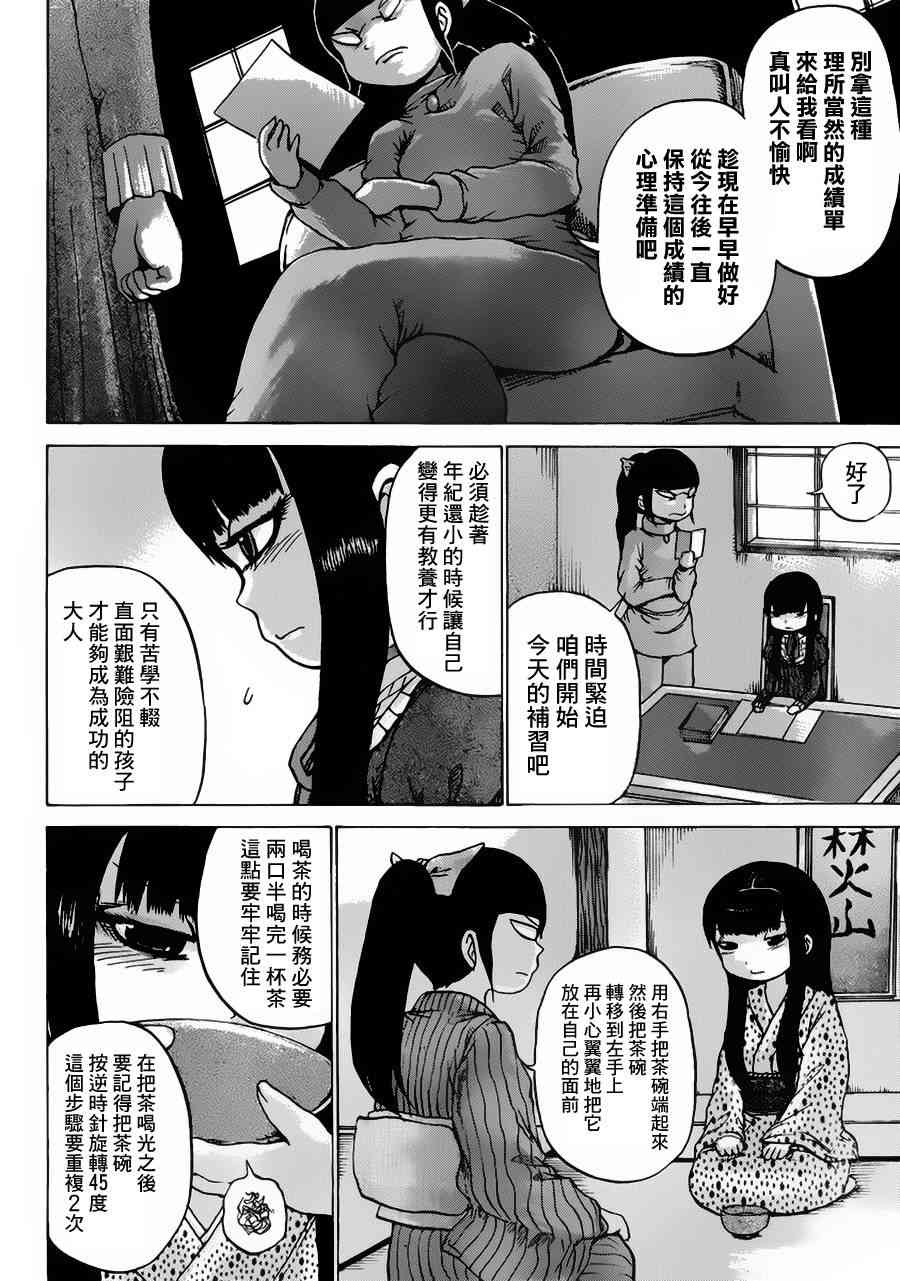 別拿這種
理所當然的成績單
來給我看啊
真叫人不愉快
趁現在早早做好
從今往後一直
保持這個成績的
心理準備吧
好了
時間緊迫
咱們開始
今天的補習吧
必須趁著
年紀還小的時候讓自己
變得更有教養才行
只有苦學不輟
直面艱難險阻的孩子
才能夠成為成功的
大人
林火山
用右手把茶碗端起來
然後把茶碗
轉移到左手上
再小心翼翼地把它
放在自己的面前
喝茶的時候務必要
兩口半喝完一杯茶
這點要牢牢記住
在把茶喝光之後
要記得把茶碗
按逆時針旋轉45度
這個步驟要重複2次